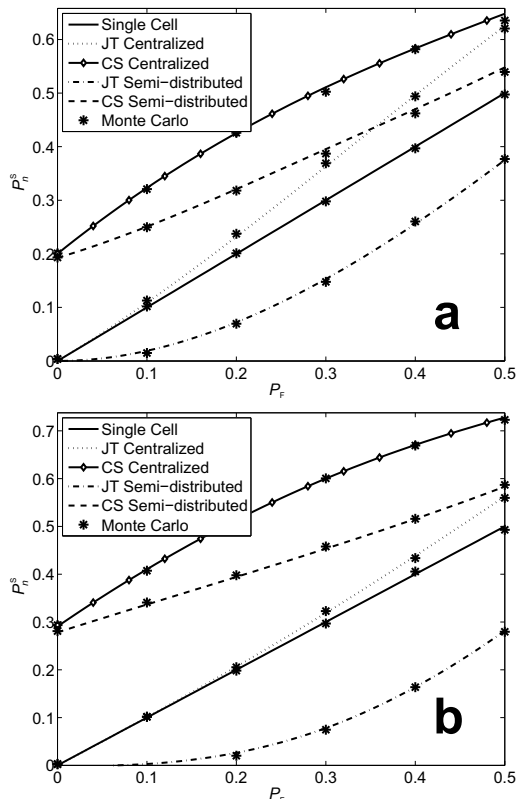 0.6
0.5
0.4
0.3
0.2
0.1
0
P_n^s
Single Cell
JT Centralized
CS Centralized
JT Semi-distributed
CS Semi-distributed
Monte Carlo
a
0 0.1 0.2 0.3 0.4 0.5
P_F
0.7
0.6
0.5
0.4
0.3
0.2
0.1
0
P_n^s
Single Cell
JT Centralized
CS Centralized
JT Semi-distributed
CS Semi-distributed
Monte Carlo
b
0 0.1 0.2 0.3 0.4 0.5